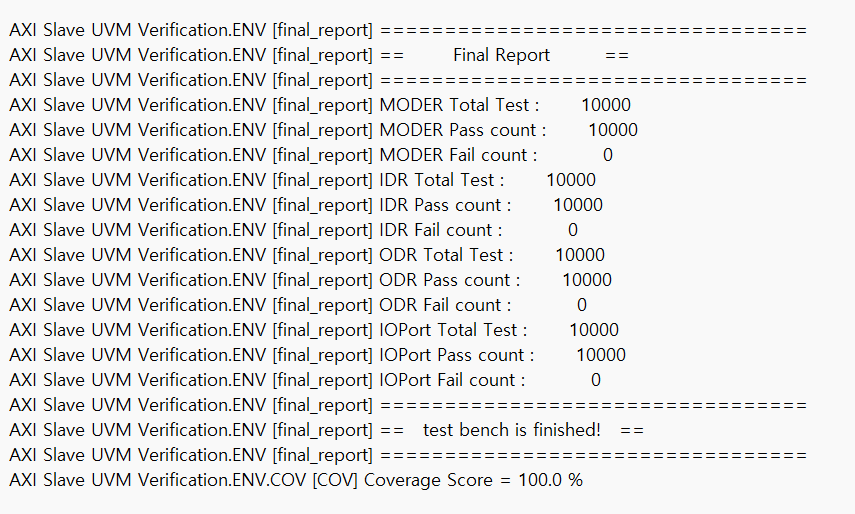 AXI Slave UVM Verification.ENV [final_report] =================================
AXI Slave UVM Verification.ENV [final_report] == Final Report ==
AXI Slave UVM Verification.ENV [final_report] =================================
AXI Slave UVM Verification.ENV [final_report] MODER Total Test : 10000
AXI Slave UVM Verification.ENV [final_report] MODER Pass count : 10000
AXI Slave UVM Verification.ENV [final_report] MODER Fail count : 0
AXI Slave UVM Verification.ENV [final_report] IDR Total Test : 10000
AXI Slave UVM Verification.ENV [final_report] IDR Pass count : 10000
AXI Slave UVM Verification.ENV [final_report] IDR Fail count : 0
AXI Slave UVM Verification.ENV [final_report] ODR Total Test : 10000
AXI Slave UVM Verification.ENV [final_report] ODR Pass count : 10000
AXI Slave UVM Verification.ENV [final_report] ODR Fail count : 0
AXI Slave UVM Verification.ENV [final_report] IOPort Total Test : 10000
AXI Slave UVM Verification.ENV [final_report] IOPort Pass count : 10000
AXI Slave UVM Verification.ENV [final_report] IOPort Fail count : 0
AXI Slave UVM Verification.ENV [final_report] =================================
AXI Slave UVM Verification.ENV [final_report] == test bench is finished! ==
AXI Slave UVM Verification.ENV [final_report] =================================
AXI Slave UVM Verification.ENV.COV [COV] Coverage Score = 100.0 %